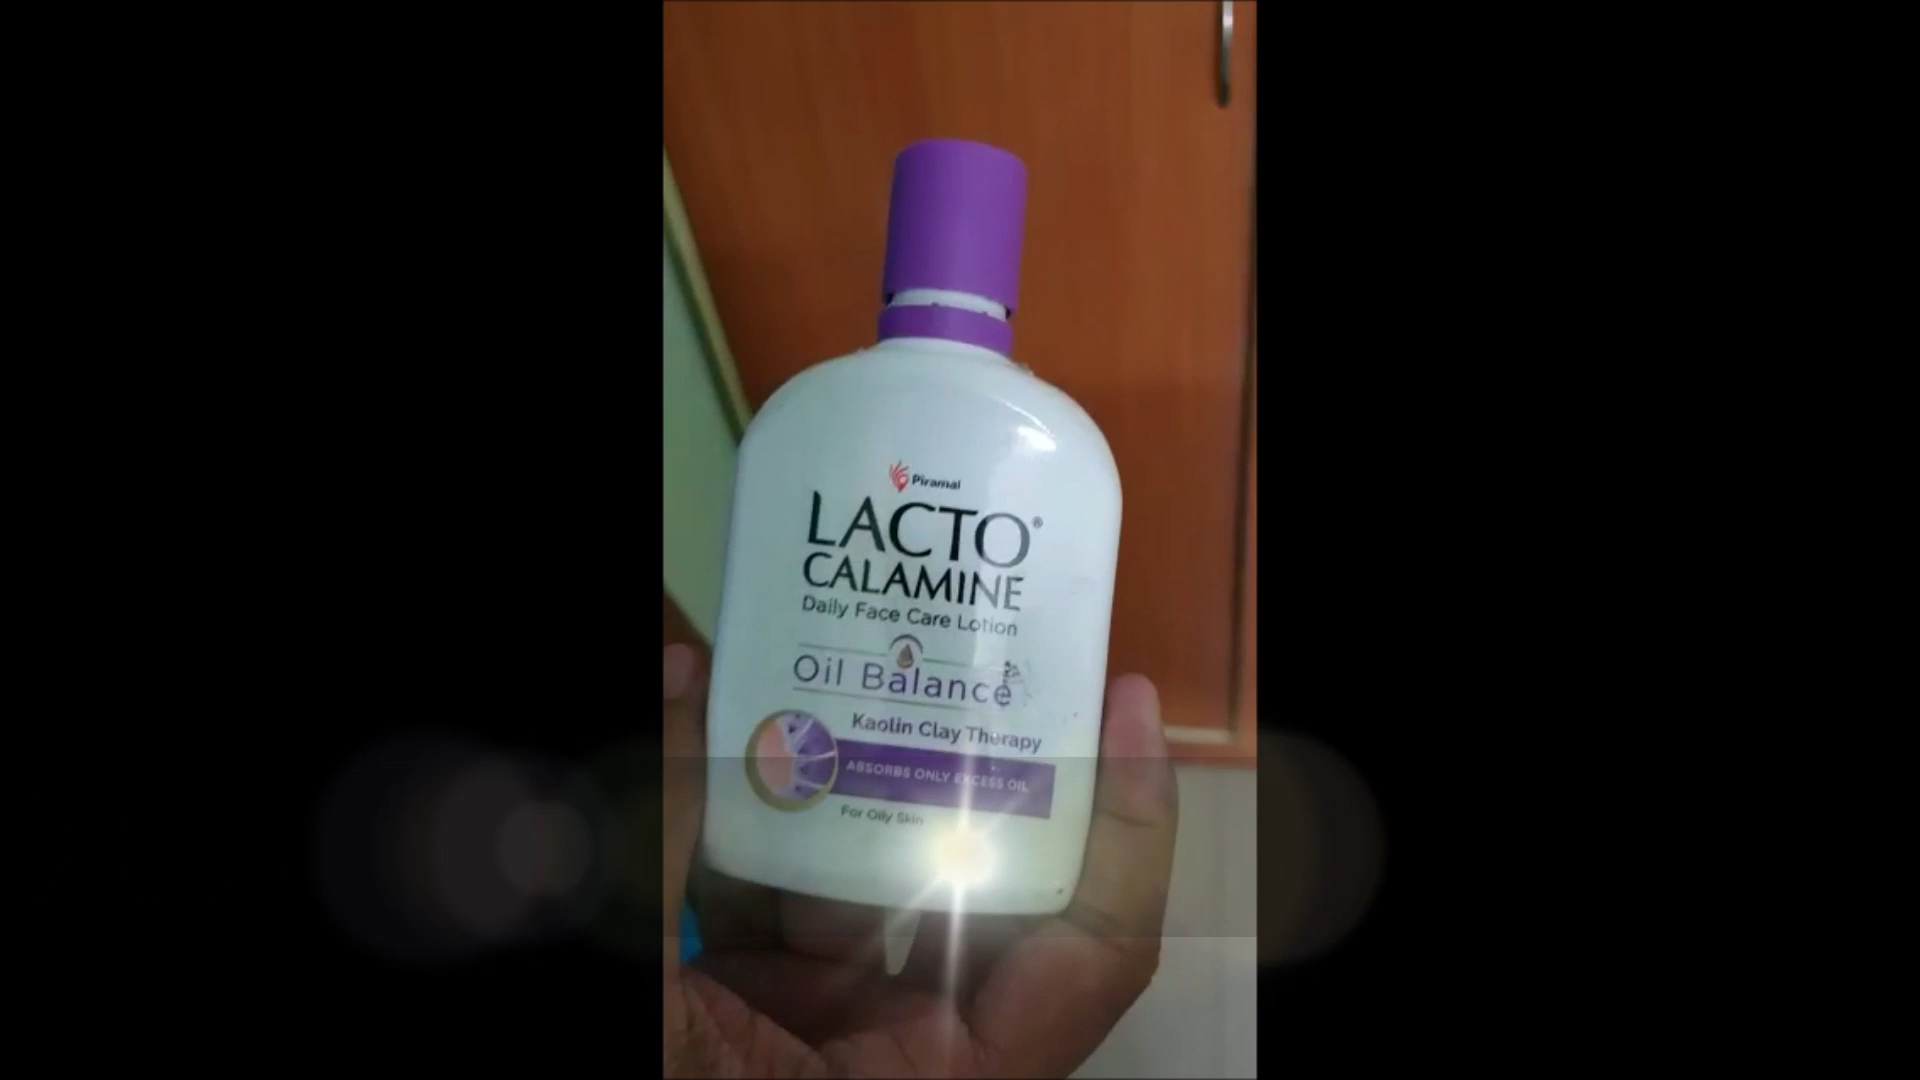 Piramal
LACTO®
CALAMINE
Daily Face Care Lotion
Oil Balance
Kaolin Clay Therapy
ABSORBS ONLY EXCESS OIL
For Oily Skin